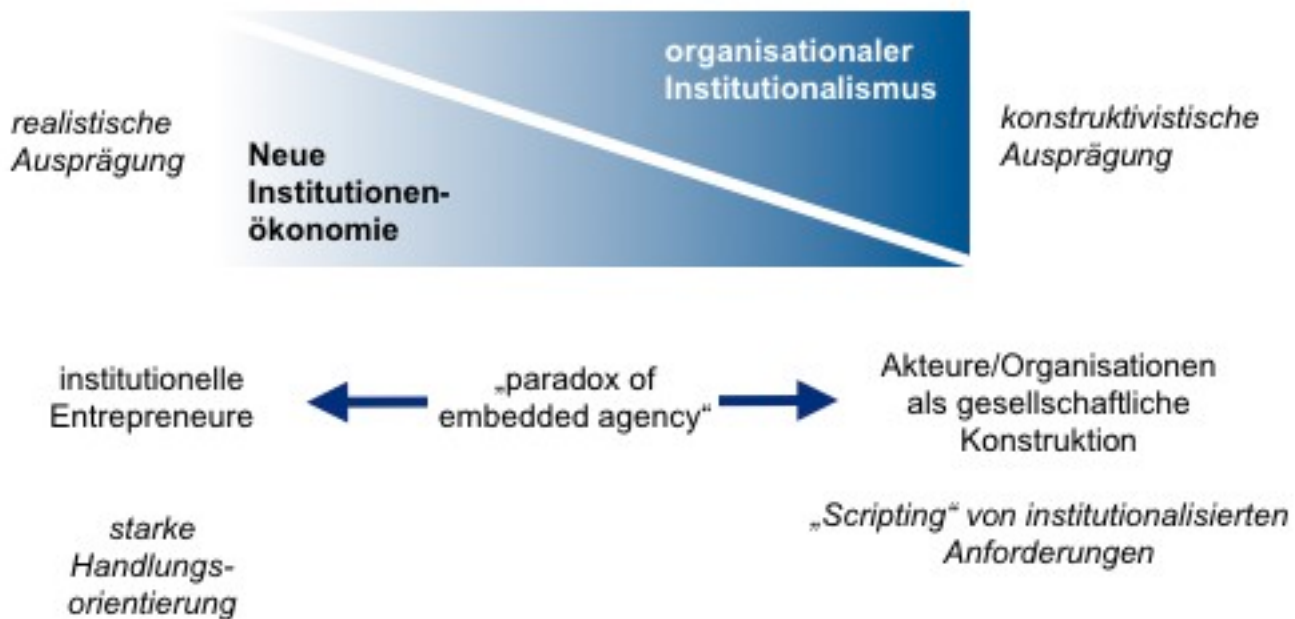 organisationaler
Institutionalismus
realistische
Ausprägung
konstruktivistische
Ausprägung
Neue
Institutionen-
ökonomie
institutionelle
Entrepreneure
„paradox of
embedded agency“
Akteure/Organisationen
als gesellschaftliche
Konstruktion
starke
Handlungs-
orientierung
„Scripting“ von institutionalisierten
Anforderungen